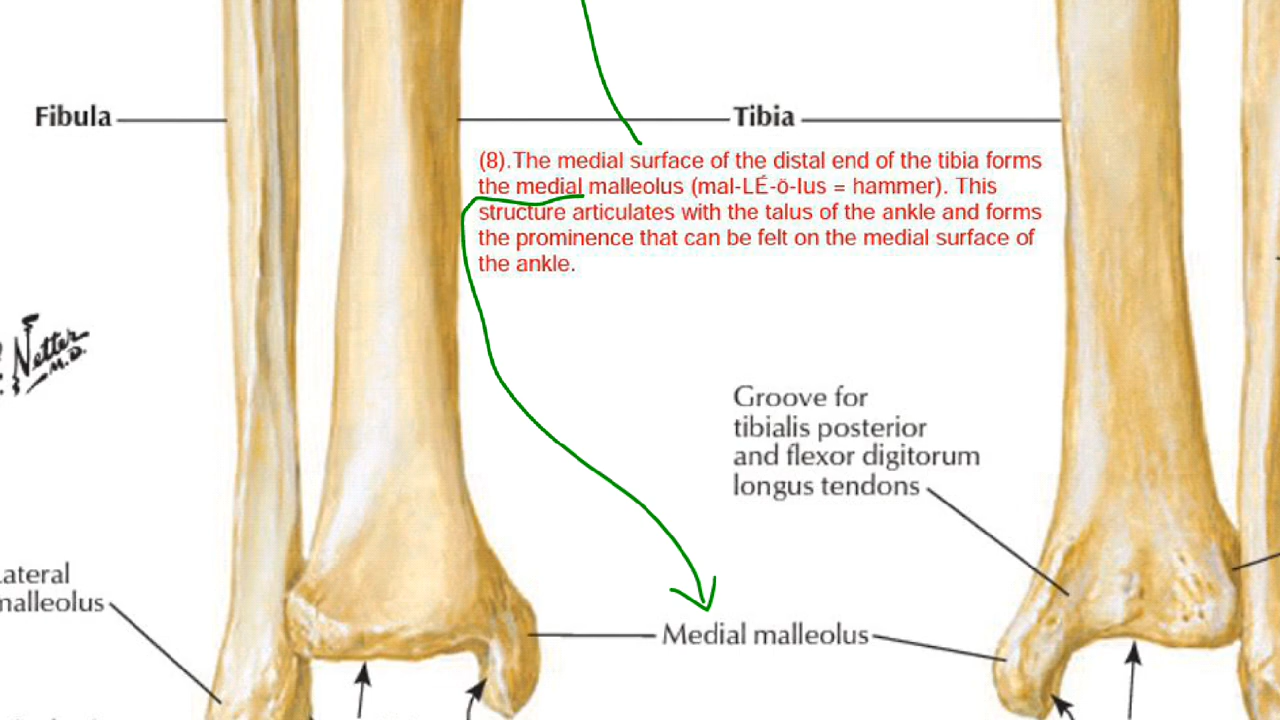 Fibula
Tibia
(8).The medial surface of the distal end of the tibia forms
the medial malleolus (mal-LÉ-ō-lus = hammer). This
structure articulates with the talus of the ankle and forms
the prominence that can be felt on the medial surface of
the ankle.
Netter
M.D.
Groove for
tibialis posterior
and flexor digitorum
longus tendons
ateral
malleolus
Medial malleolus